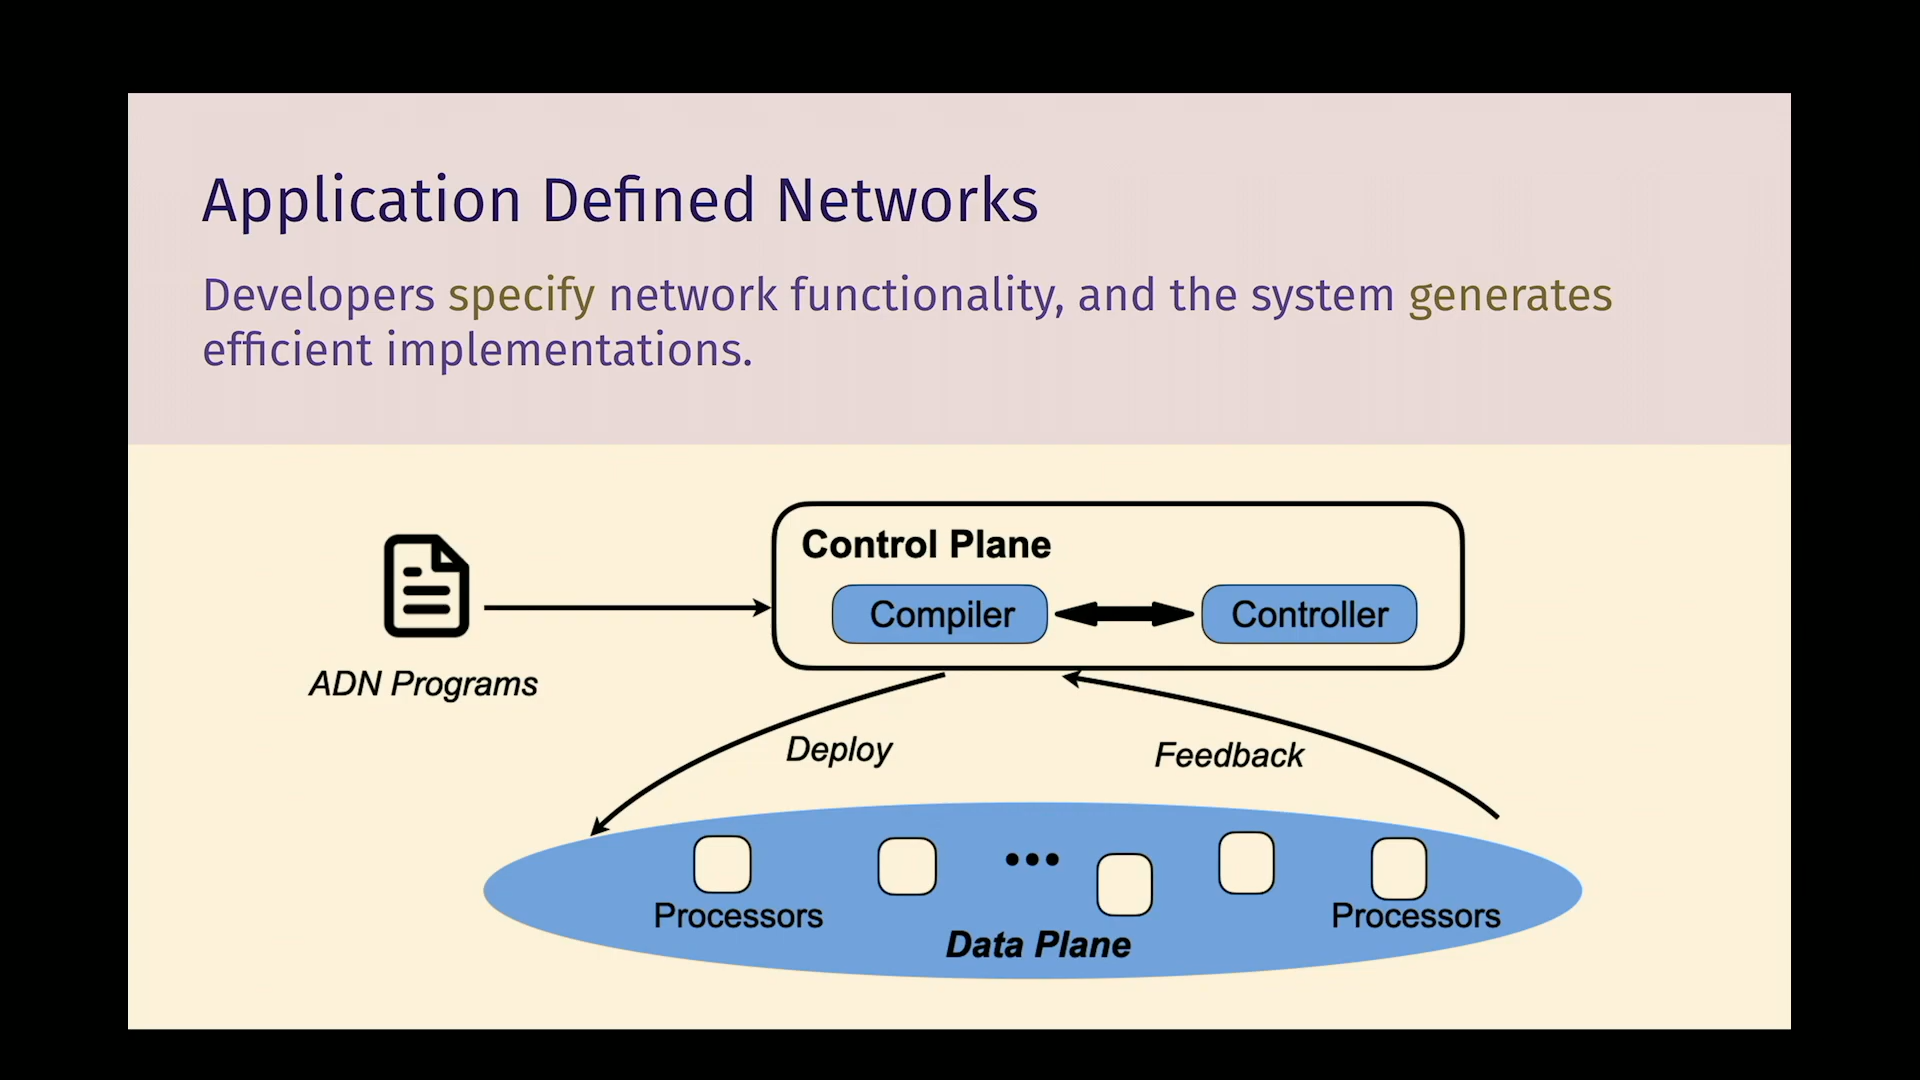 Application Defined Networks
Developers specify network functionality, and the system generates
efficient implementations.
Control Plane
Compiler
Controller
ADN Programs
Deploy
Feedback
Processors
Processors
Data Plane